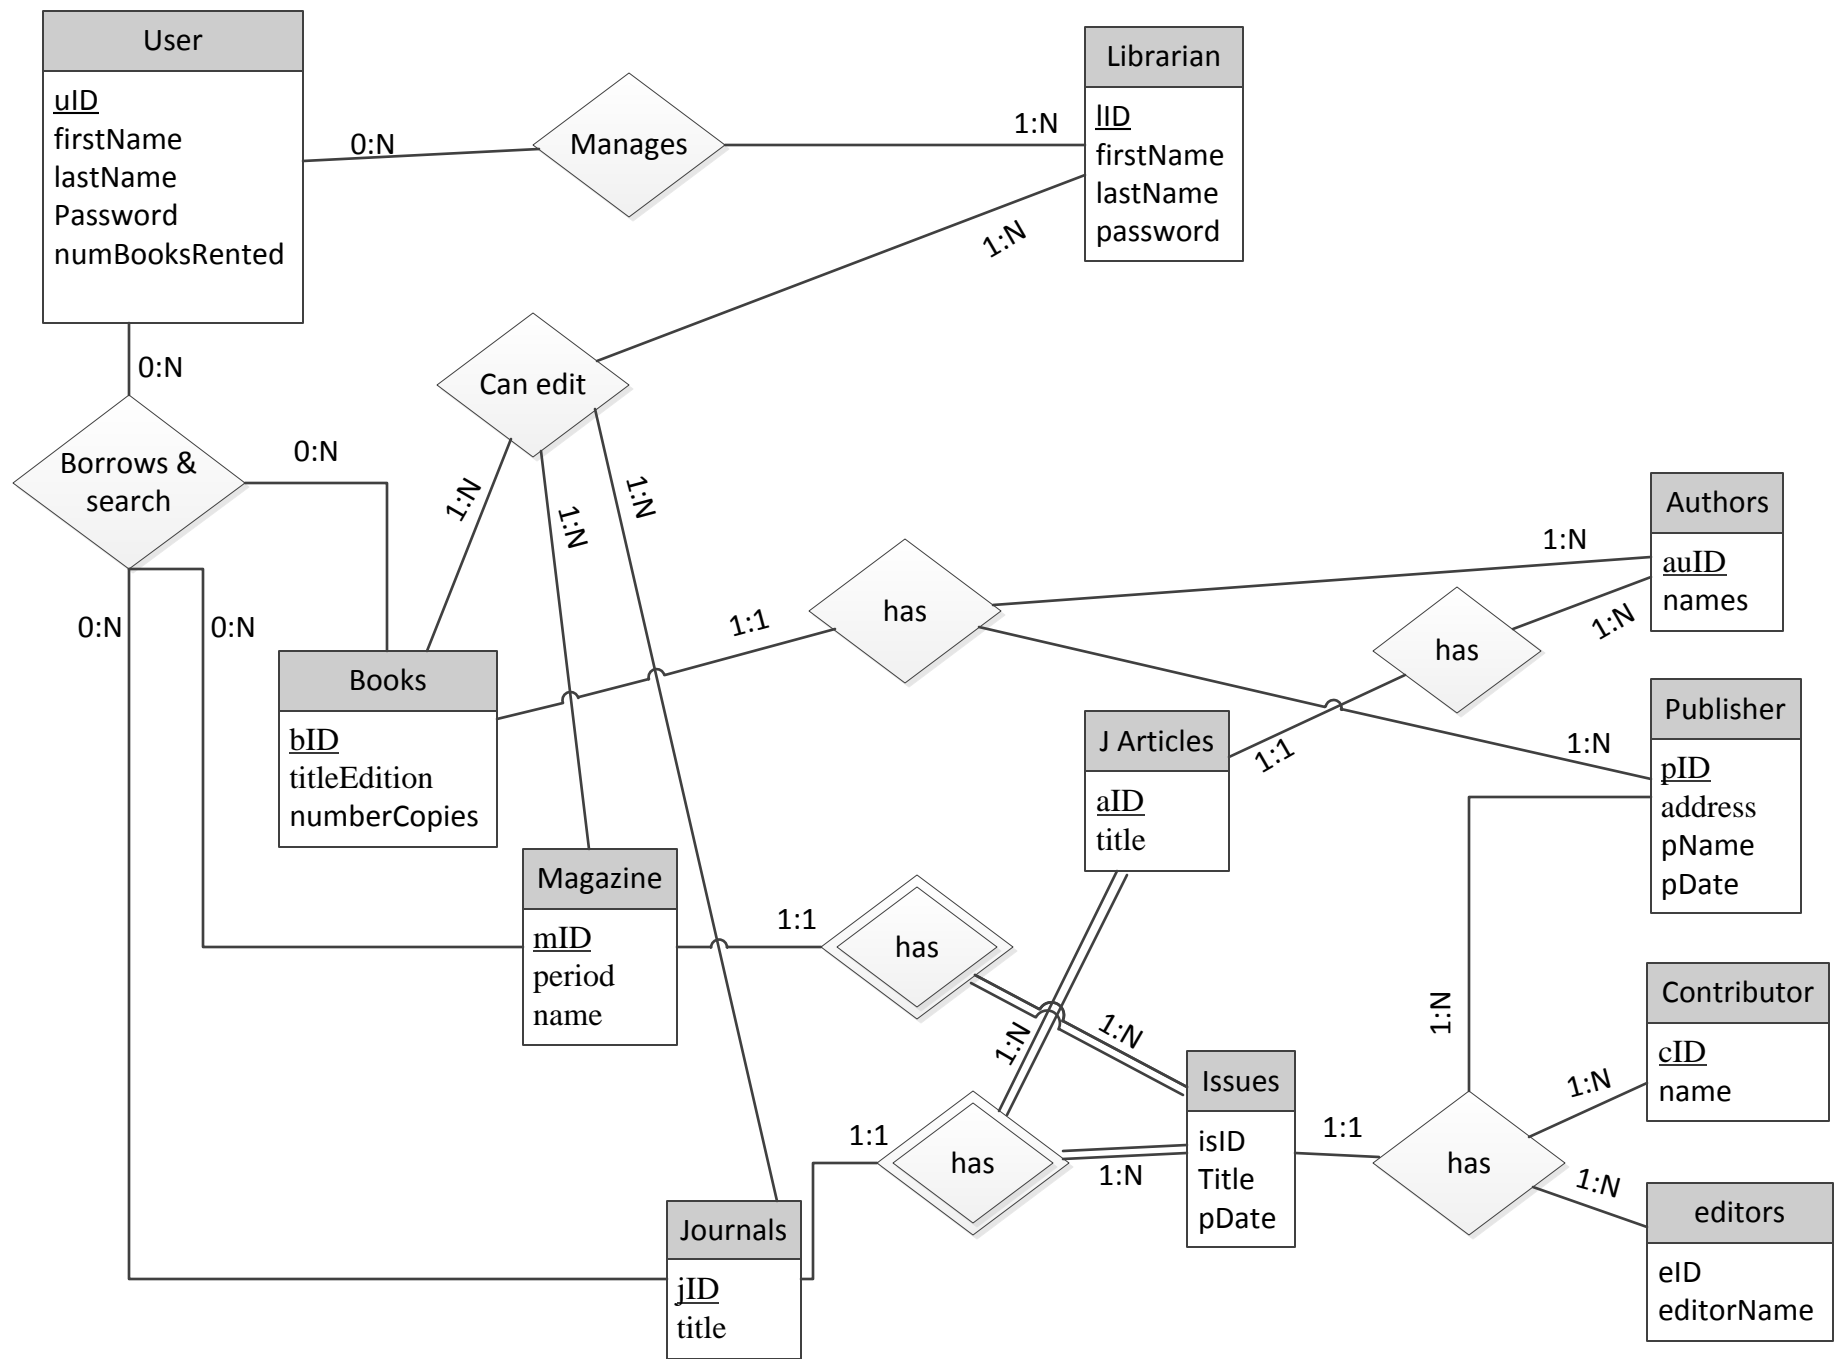 User
uID
firstName
lastName
Password
numBooksRented
0:N
Manages
1:N
Librarian
lID
firstName
lastName
password
1:N
0:N
Can edit
Borrows &
search
0:N
1:N
1:N
1:N
0:N
0:N
Books
bID
titleEdition
numberCopies
1:1
has
1:N
Authors
auID
names
has
1:N
1:1
J Articles
aID
title
1:N
Publisher
pID
address
pName
pDate
Magazine
mID
period
name
1:1
has
1:N
1:N
1:N
Contributor
cID
name
Issues
isID
Title
pDate
1:1
has
1:N
1:1
has
1:N
1:N
Journals
jID
title
editors
eID
editorName